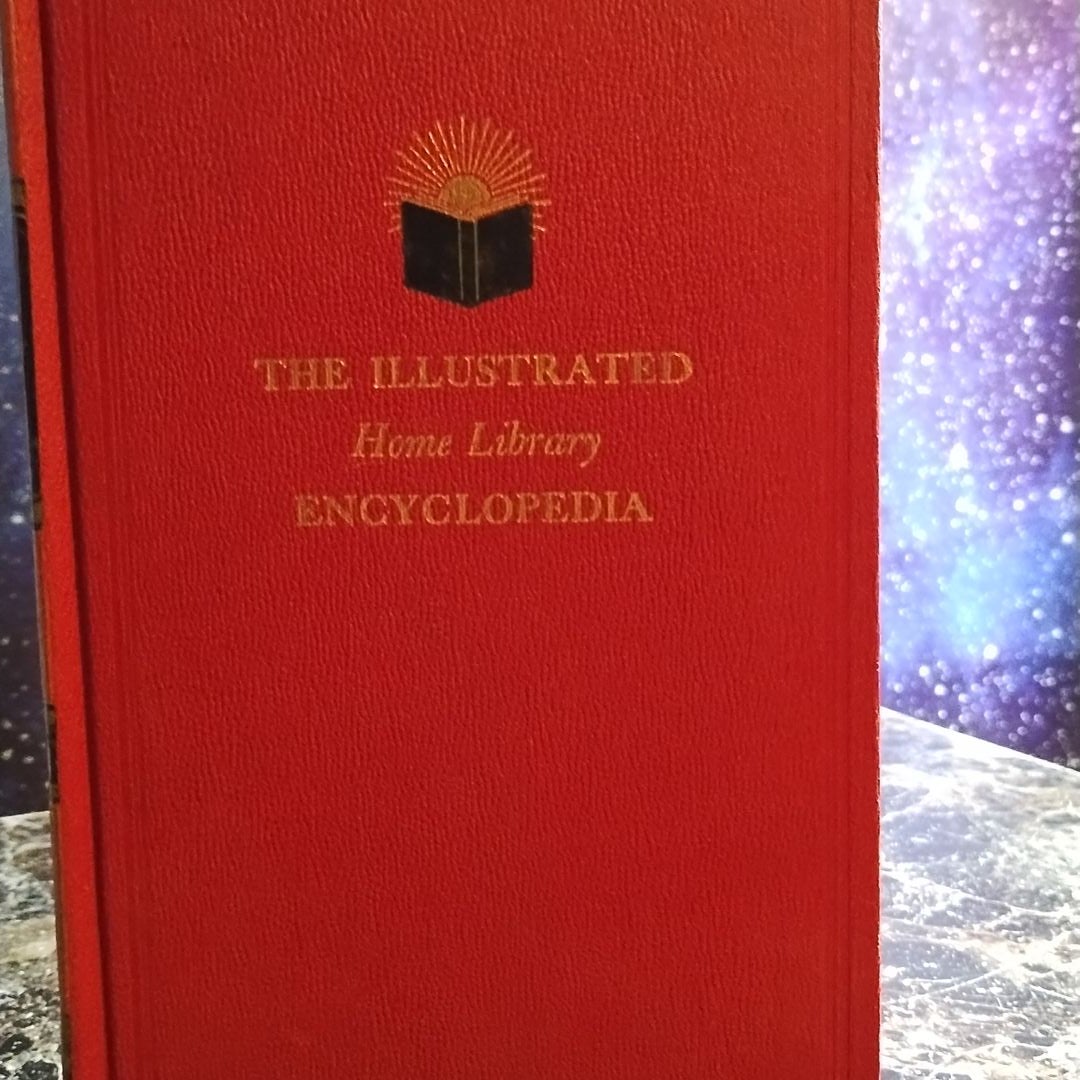 THE ILLUSTRATED
Home Library
ENCYCLOPEDIA